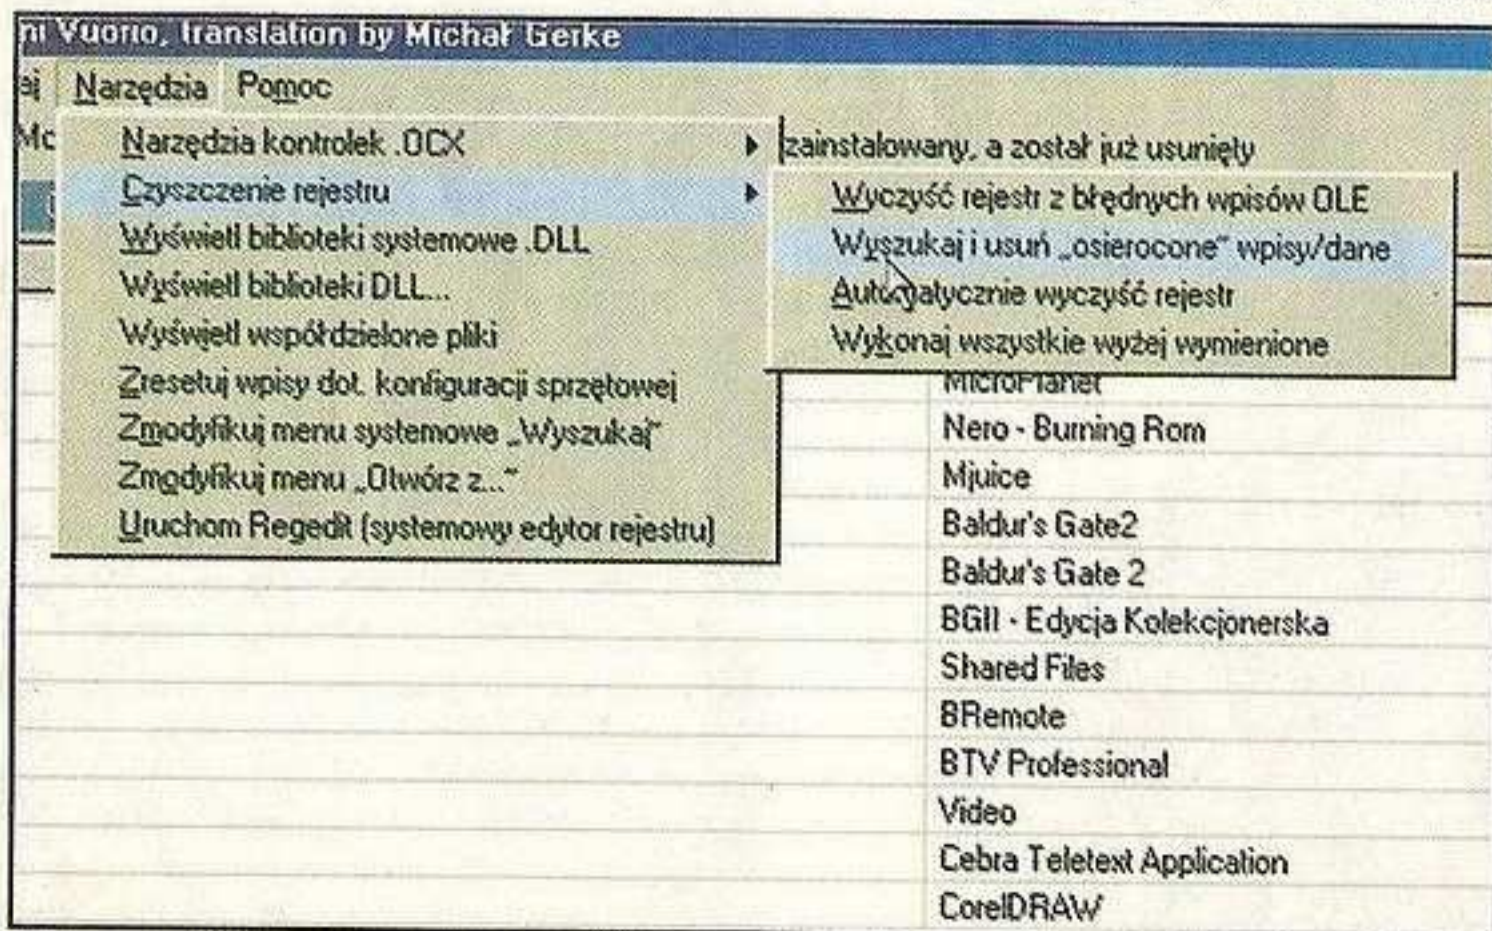 ni Vuorio, translation by Michał Gerke
ej Narzędzia Pomoc
Mc
zainstalowany, a został już usunięty
Narzędzia kontrolek .OCX
Czyszczenie rejestru
Wyświetl biblioteki systemowe .DLL
Wyświetl biblioteki DLL...
Wyświetl współdzielone pliki
Zresetuj wpisy dot. konfiguracji sprzętowej
Zmodyfikuj menu systemowe „Wyszukaj”
Zmodyfikuj menu „Otwórz z...”
Uruchom Regedit (systemowy edytor rejestru)
Wyczyść rejestr z błędnych wpisów OLE
Wyszukaj i usuń „osierocone” wpisy/dane
Automatycznie wyczyść rejestr
Wykonaj wszystkie wyżej wymienione
MicroPlanet
Nero - Burning Rom
Mjuice
Baldur's Gate2
Baldur's Gate 2
BGII - Edycja Kolekcjonerska
Shared Files
BRemote
BTV Professional
Video
Cebra Teletext Application
CorelDRAW